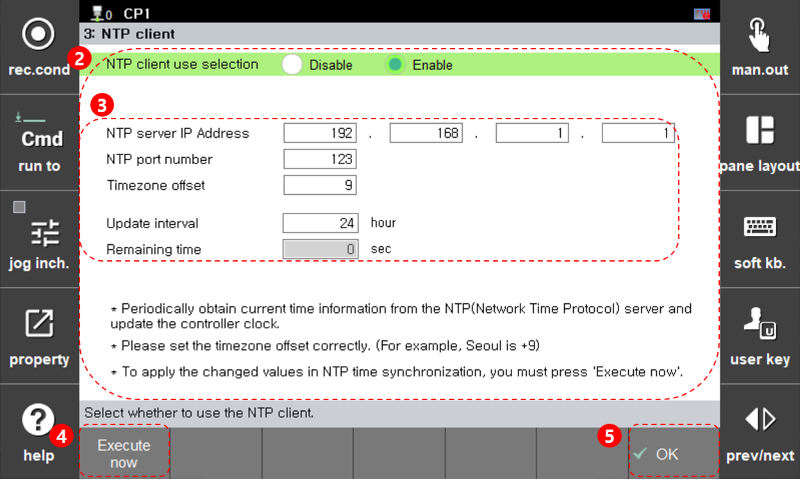 0 CP1
3: NTP client
rec.cond
2
NTP client use selection Disable Enable
man.out
3
NTP server IP Address 192 . 168 . 1 . 1
NTP port number 123
Timezone offset 9
Update interval 24 hour
Remaining time 0 sec
Cmd
run to
pane layout
jog inch.
soft kb.
* Periodically obtain current time information from the NTP(Network Time Protocol) server and
update the controller clock.
* Please set the timezone offset correctly. (For example, Seoul is +9)
* To apply the changed values in NTP time synchronization, you must press 'Execute now'.
property
U
user key
Select whether to use the NTP client.
?
help
4
Execute
now
5
OK
prev/next